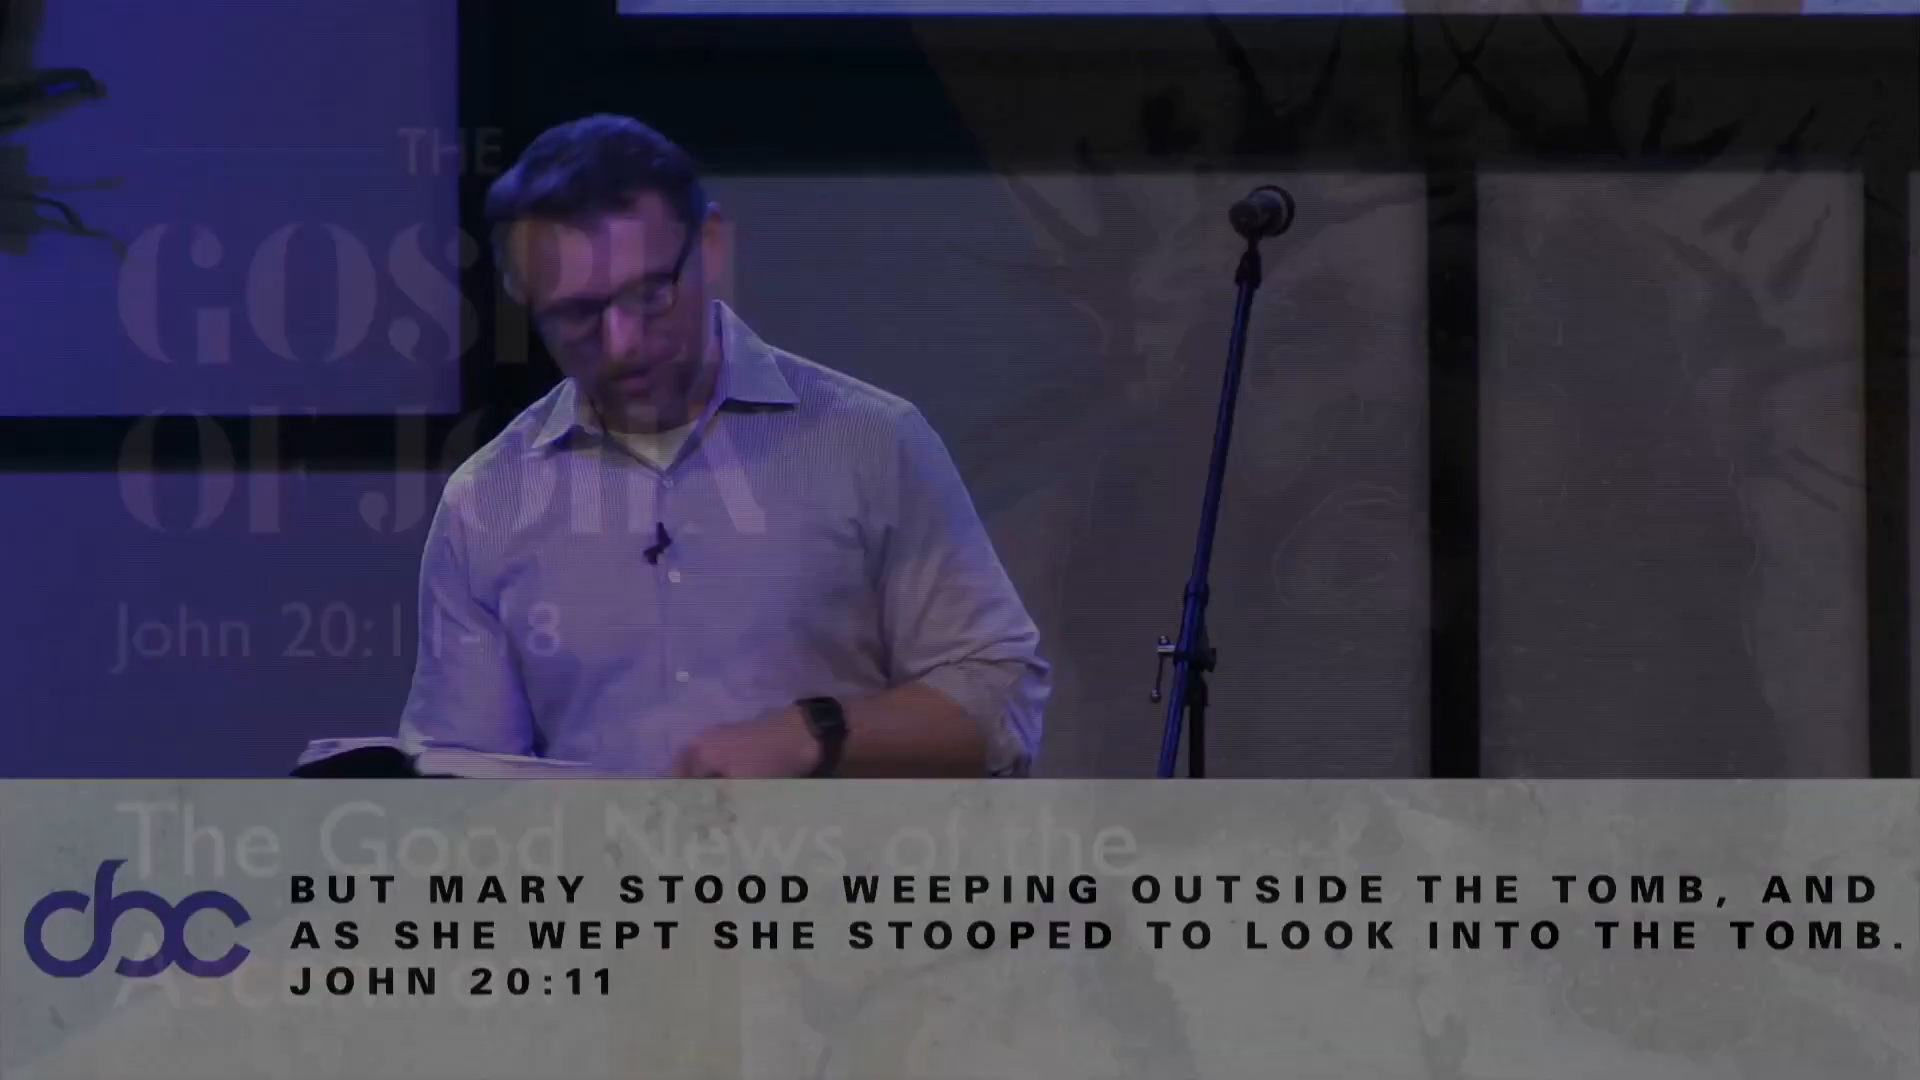 THE
GOSPEL
OF JOHN
John 20:11-18
The Good News of the
dbc
BUT MARY STOOD WEEPING OUTSIDE THE TOMB, AND
AS SHE WEPT SHE STOOPED TO LOOK INTO THE TOMB.
JOHN 20:11